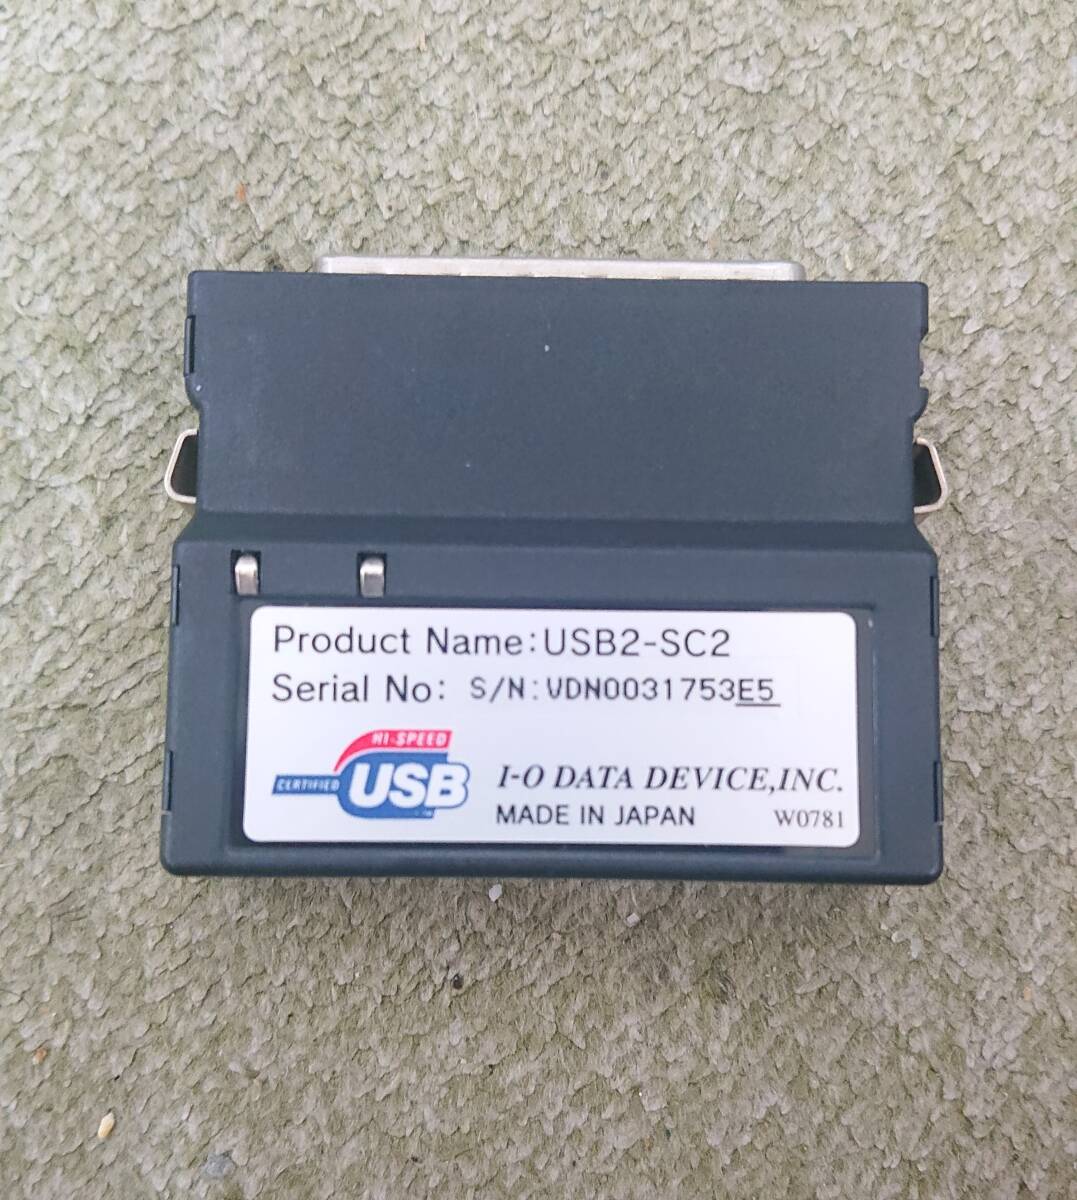 Product Name:USB2-SC2
Serial No: S/N:VDN0031753E5
HI-SPEED
CERTIFIED USB
I-O DATA DEVICE,INC.
MADE IN JAPAN W0781